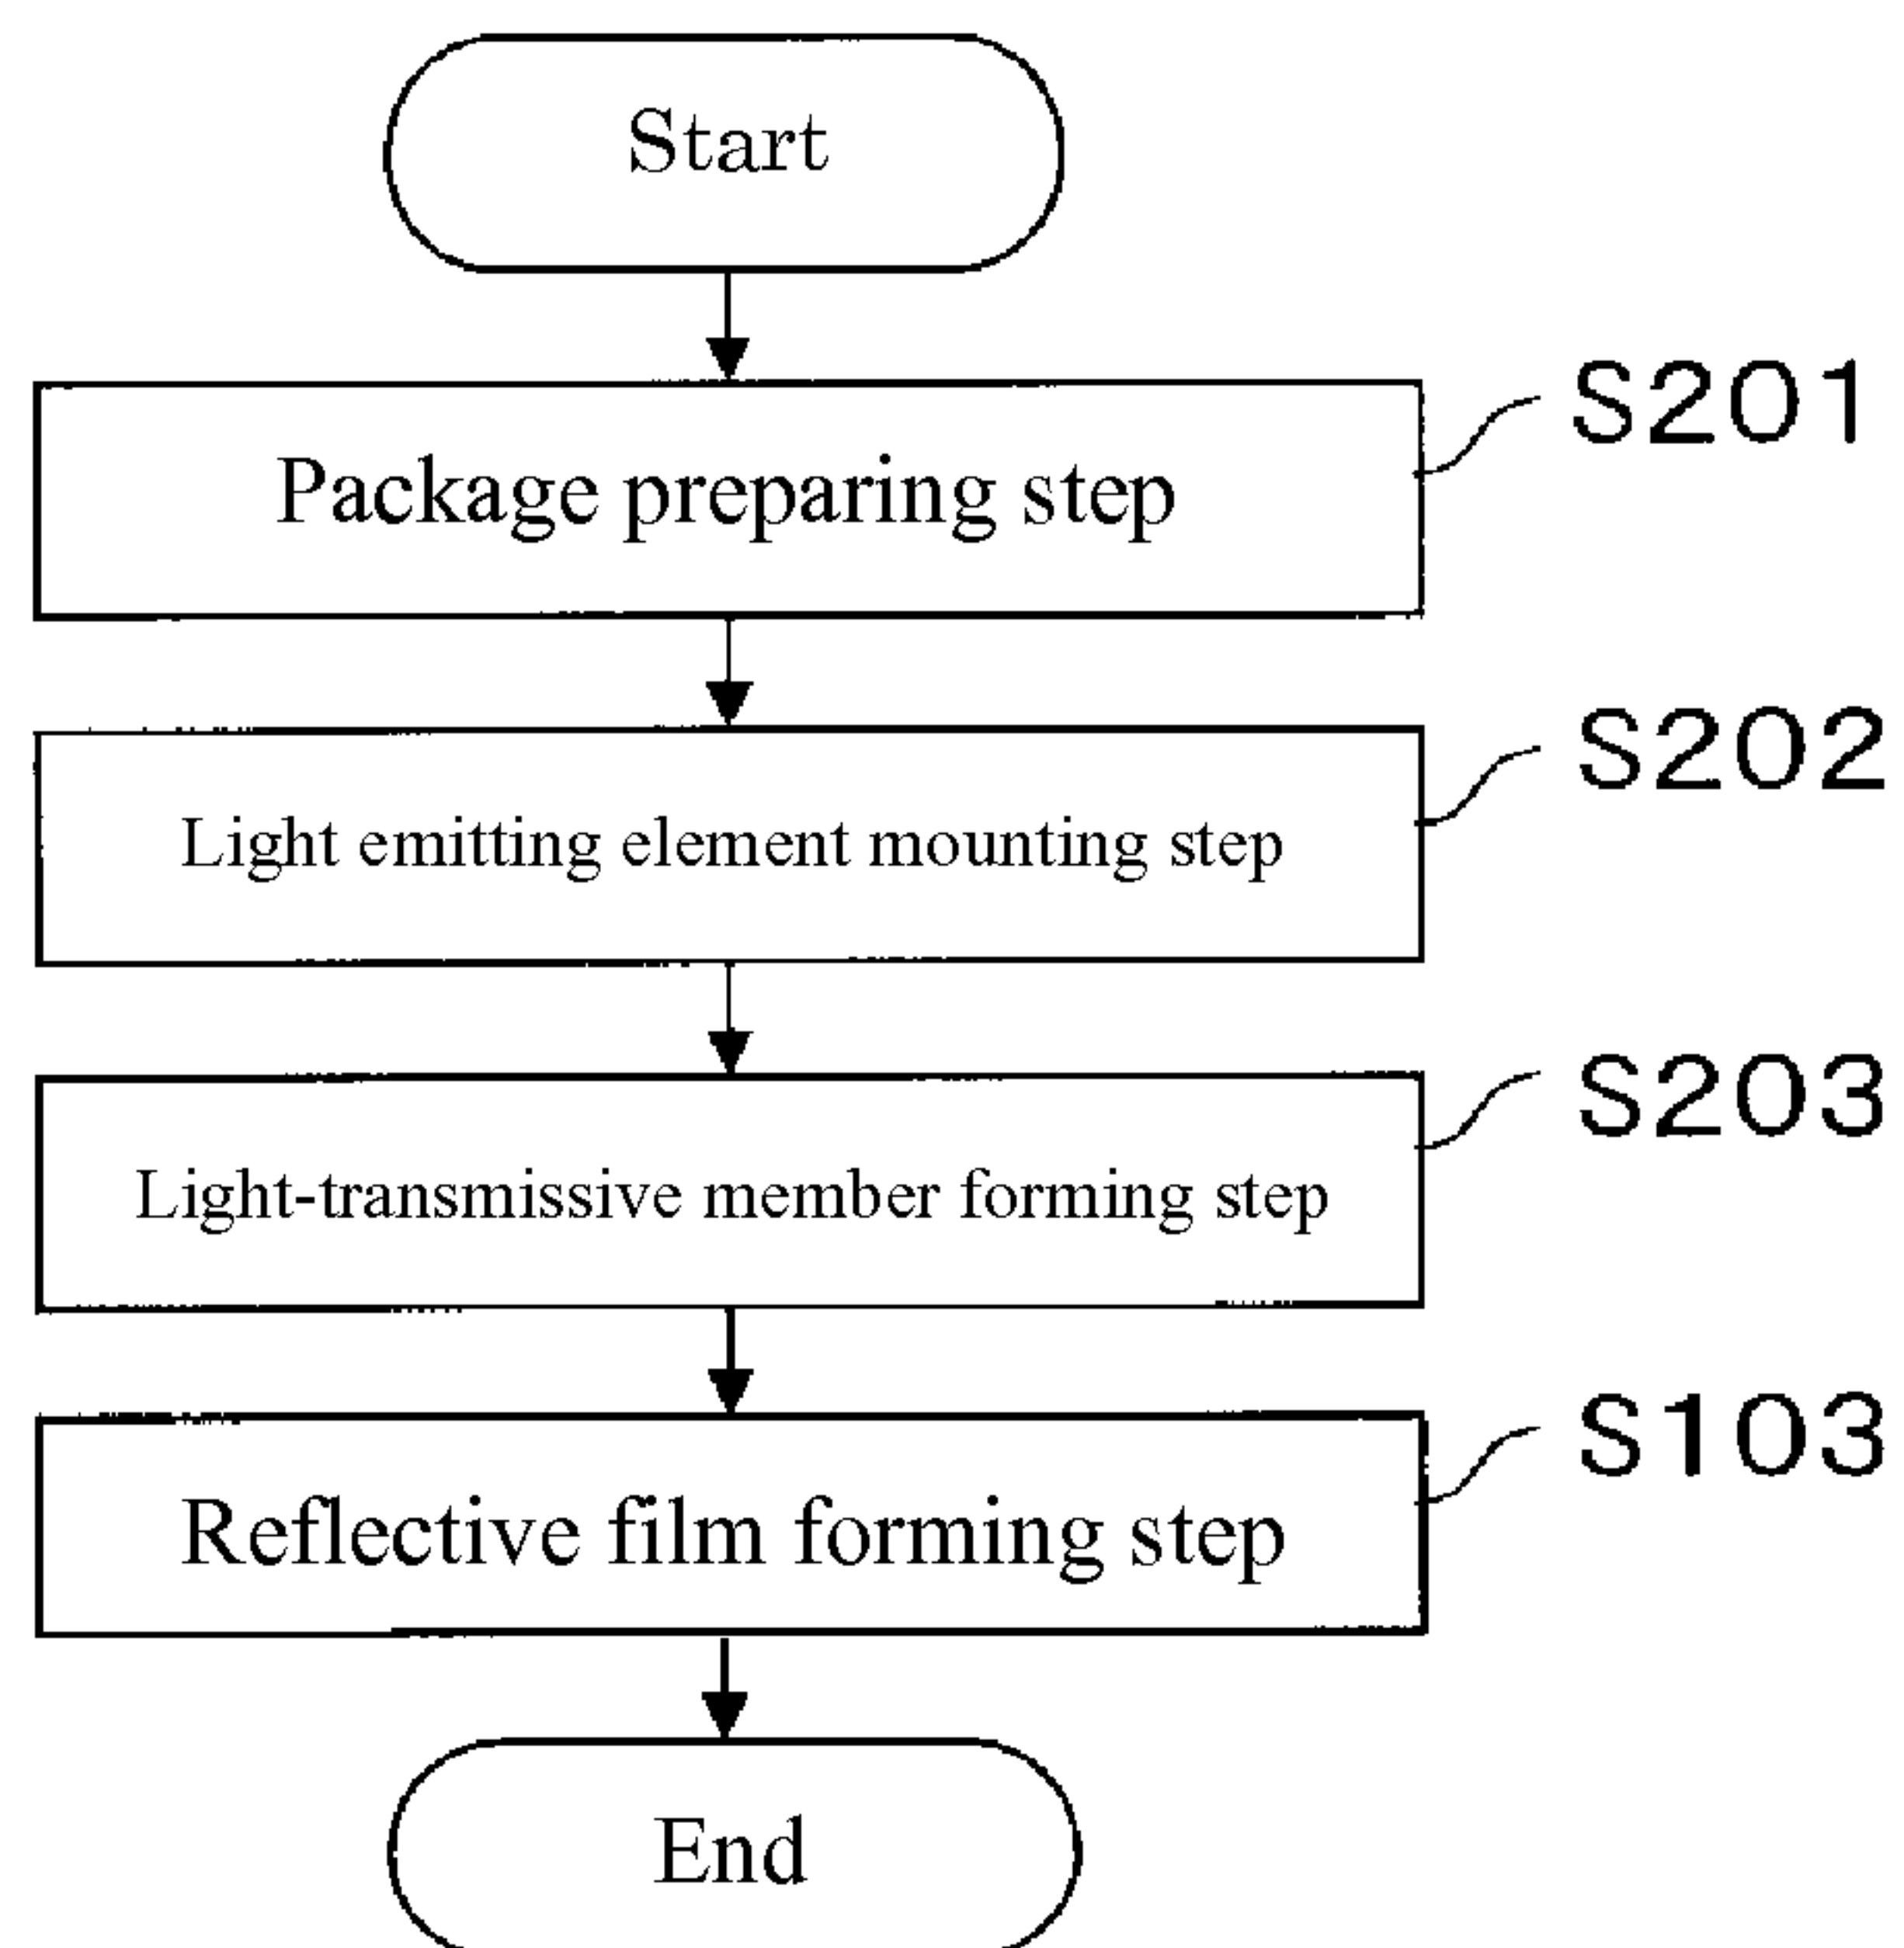 Start
S201
Package preparing step
S202
Light emitting element mounting step
S203
Light-transmissive member forming step
S103
Reflective film forming step
End